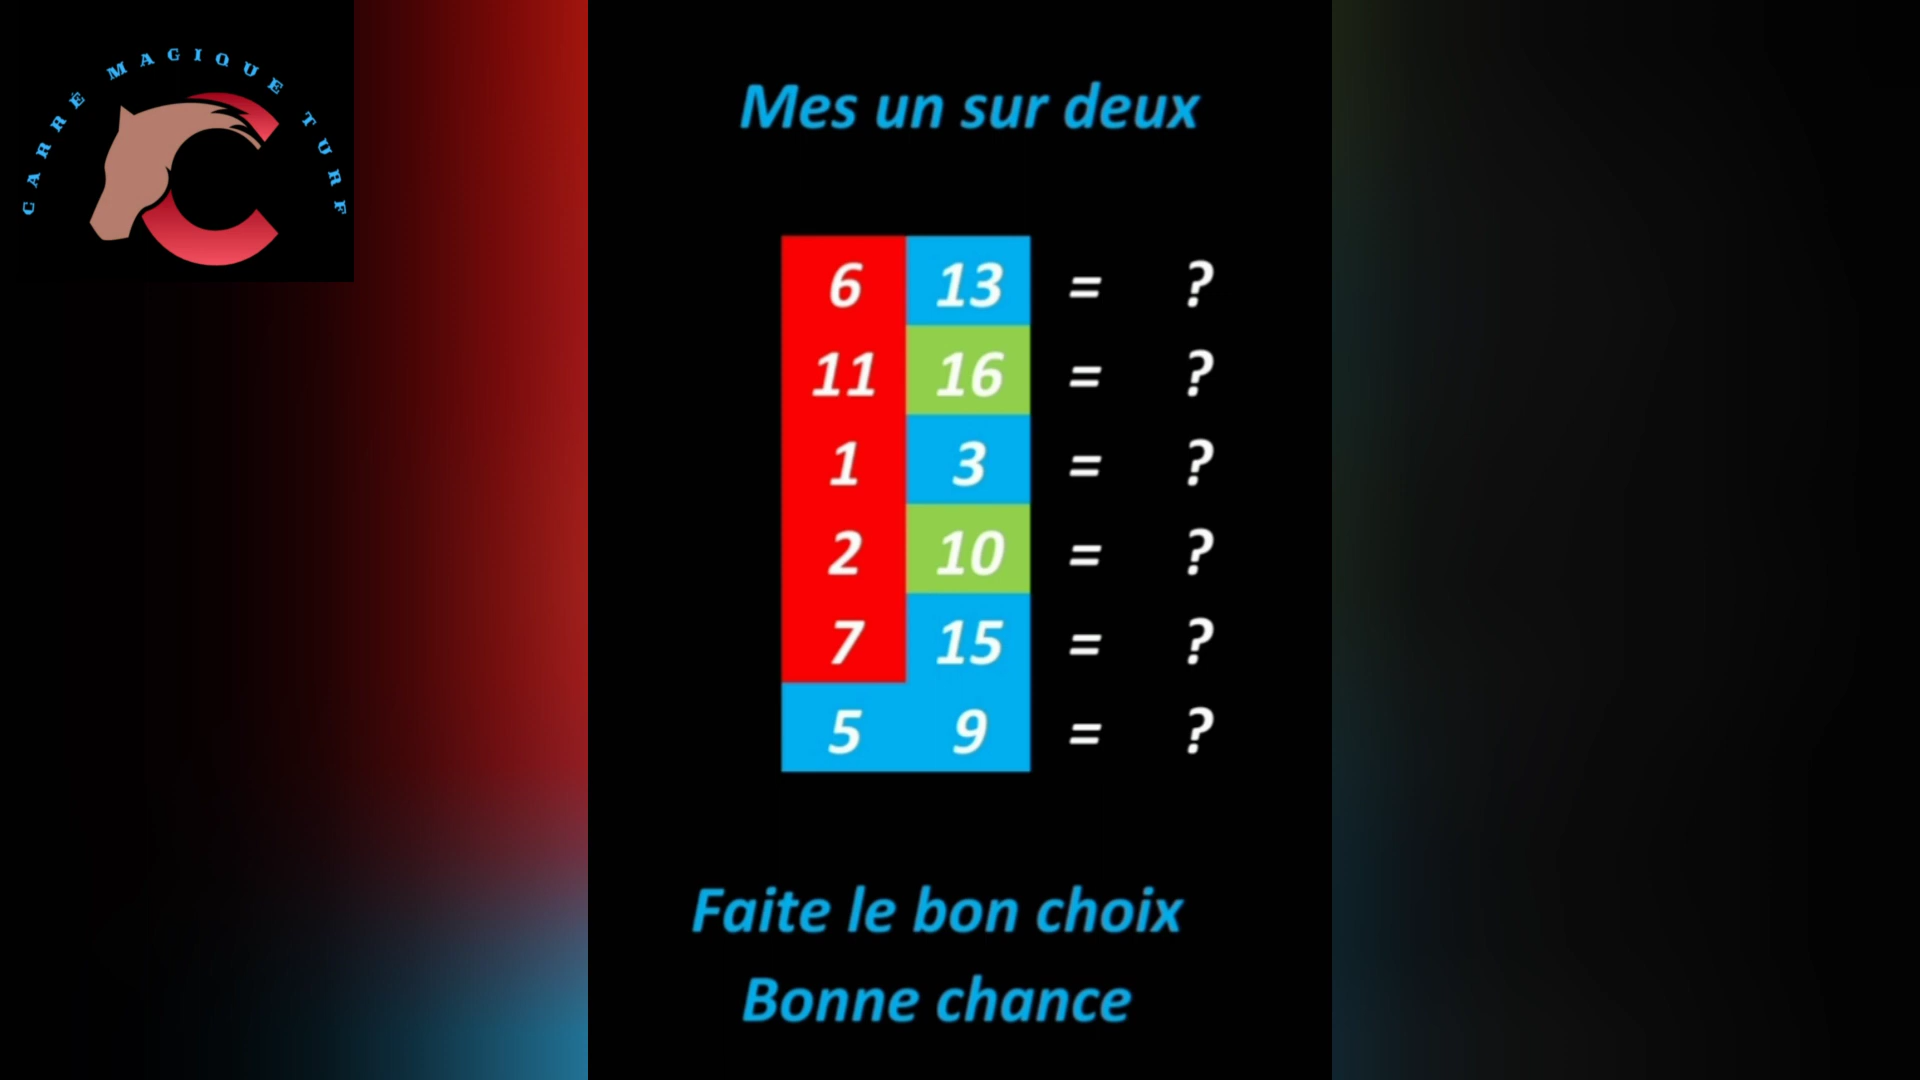 CARRÉ MAGIQUE TURF
Mes un sur deux
6 13 = ?
11 16 = ?
1 3 = ?
2 10 = ?
7 15 = ?
5 9 = ?
Faite le bon choix
Bonne chance